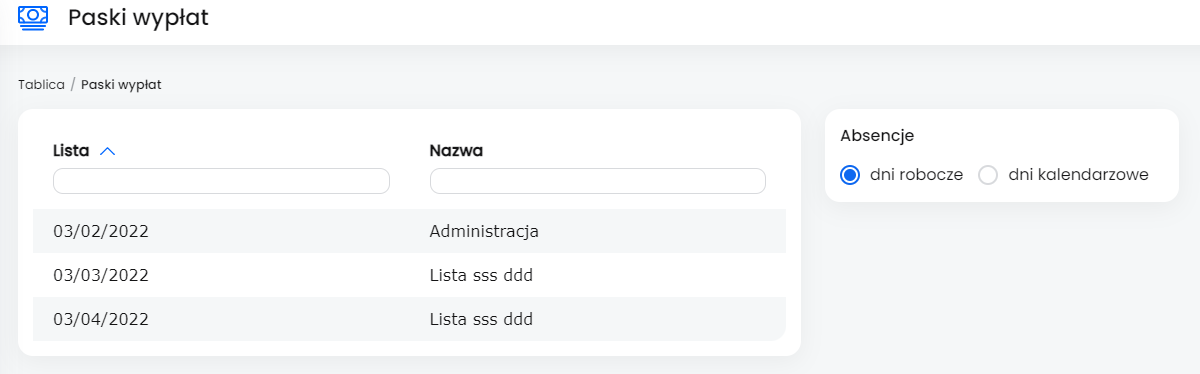 Paski wypłat
Tablica / Paski wypłat
Lista Nazwa
03/02/2022 Administracja
03/03/2022 Lista sss ddd
03/04/2022 Lista sss ddd
Absencje
dni robocze dni kalendarzowe